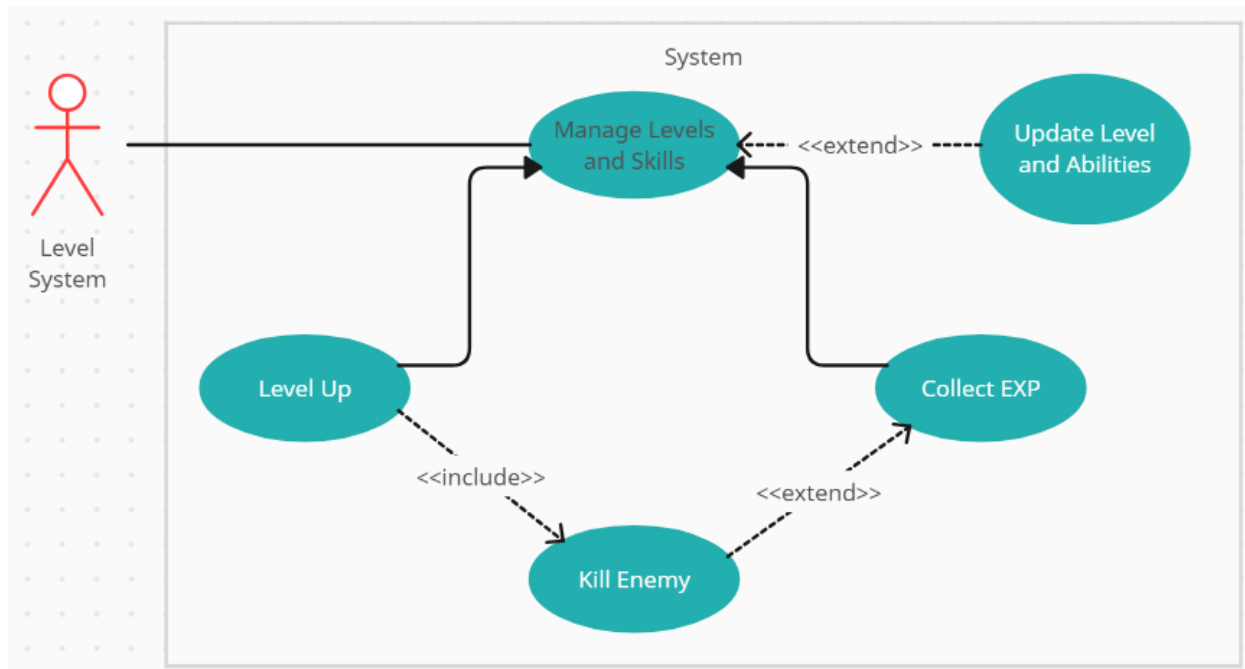 System
Manage Levels
and Skills
<<extend>>
Update Level
and Abilities
Level
System
Level Up
Collect EXP
<<include>>
<<extend>>
Kill Enemy